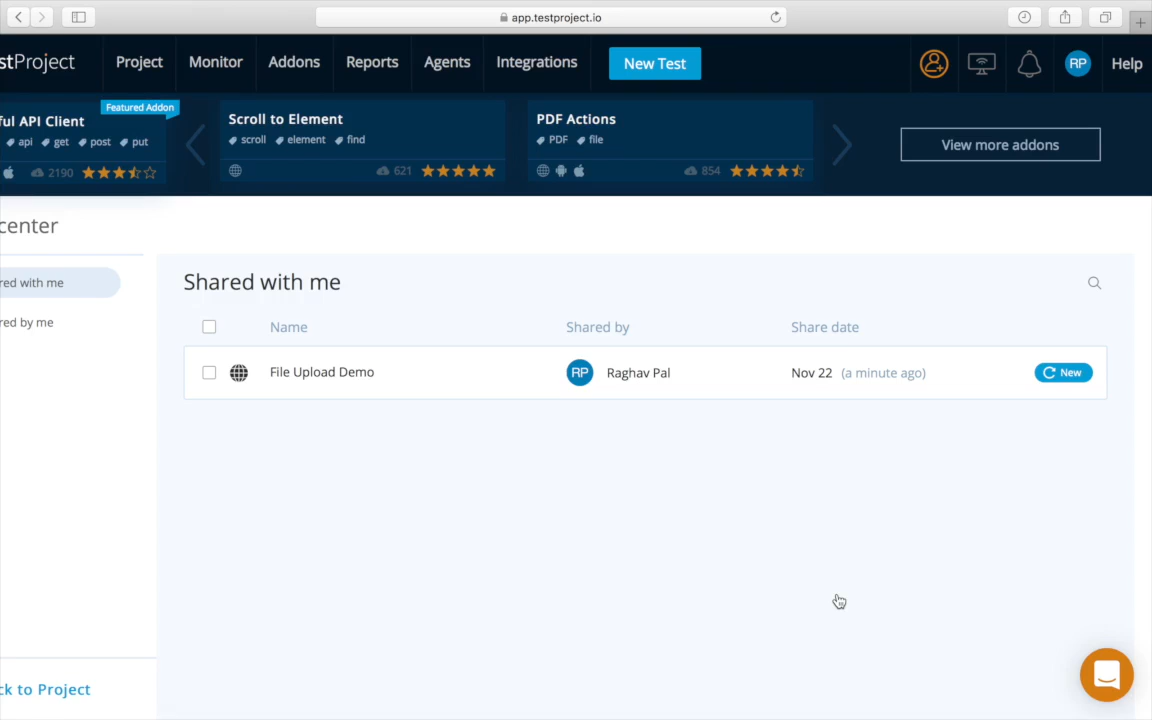 app.testproject.io
stProject
Project
Monitor
Addons
Reports
Agents
Integrations
New Test
RP
Help
Featured Addon
ful API Client
api get post put
2190
Scroll to Element
scroll element find
621
PDF Actions
PDF file
854
View more addons
center
red with me
red by me
Shared with me
Name
Shared by
Share date
File Upload Demo
RP
Raghav Pal
Nov 22 (a minute ago)
New
ck to Project